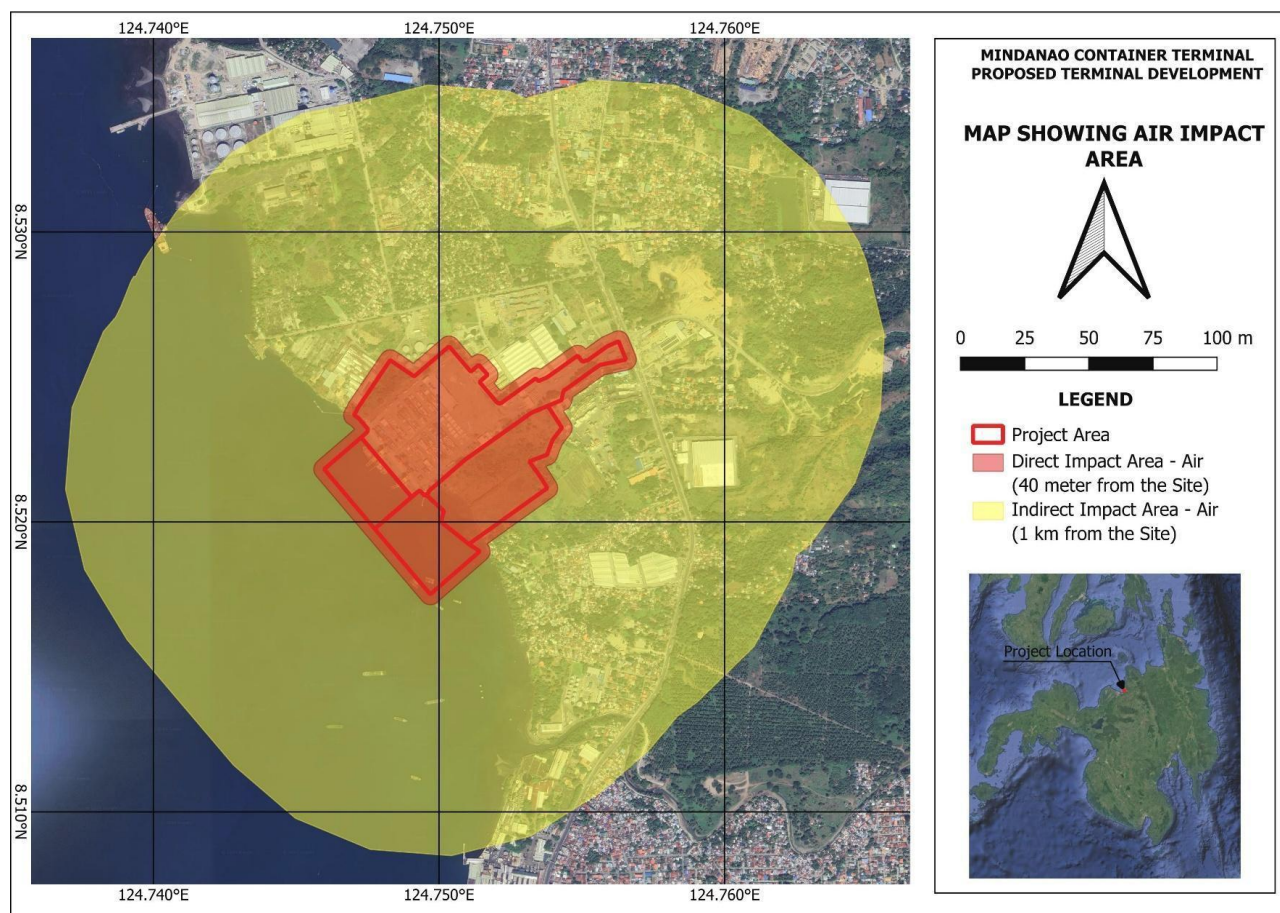 124.740°E
124.750°E
124.760°E
8.530°N
8.520°N
8.510°N
124.740°E
124.750°E
124.760°E
MINDANAO CONTAINER TERMINAL
PROPOSED TERMINAL DEVELOPMENT
MAP SHOWING AIR IMPACT
AREA
0 25 50 75 100 m
LEGEND
Project Area
Direct Impact Area - Air
(40 meter from the Site)
Indirect Impact Area - Air
(1 km from the Site)
Project Location